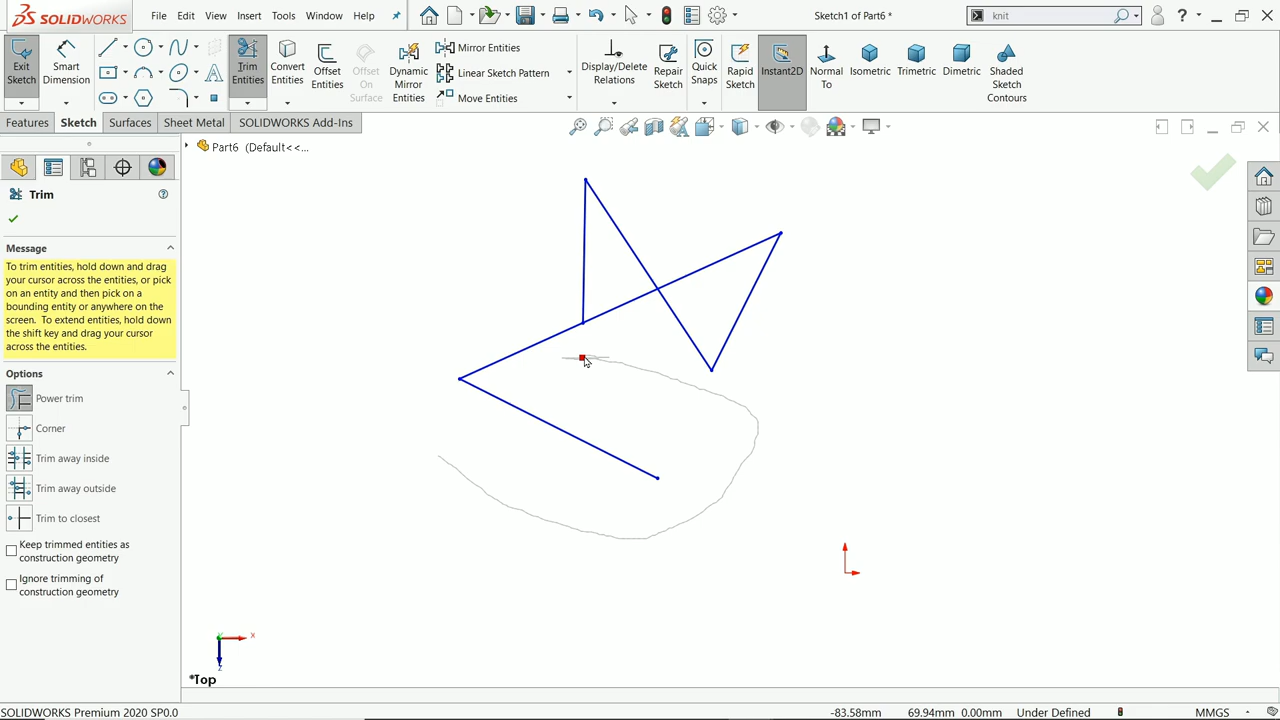 SOLIDWORKS
File Edit View Insert Tools Window Help
Sketch1 of Part6 *
knit
Exit Sketch
Smart Dimension
Trim Entities
Convert Entities
Offset Entities
Offset On Surface
Dynamic Mirror Entities
Mirror Entities
Linear Sketch Pattern
Move Entities
Display/Delete Relations
Repair Sketch
Quick Snaps
Rapid Sketch
Instant2D
Normal To
Isometric
Trimetric
Dimetric
Shaded Sketch Contours
Features Sketch Surfaces Sheet Metal SOLIDWORKS Add-Ins
Part6 (Default<<...
Trim
Message
To trim entities, hold down and drag
your cursor across the entities, or pick
on an entity and then pick on a
bounding entity or anywhere on the
screen. To extend entities, hold down
the shift key and drag your cursor
across the entities.
Options
Power trim
Corner
Trim away inside
Trim away outside
Trim to closest
Keep trimmed entities as
construction geometry
Ignore trimming of
construction geometry
X
Y
Z
*Top
SOLIDWORKS Premium 2020 SP0.0
-83.58mm 69.94mm 0.00mm Under Defined MMGS